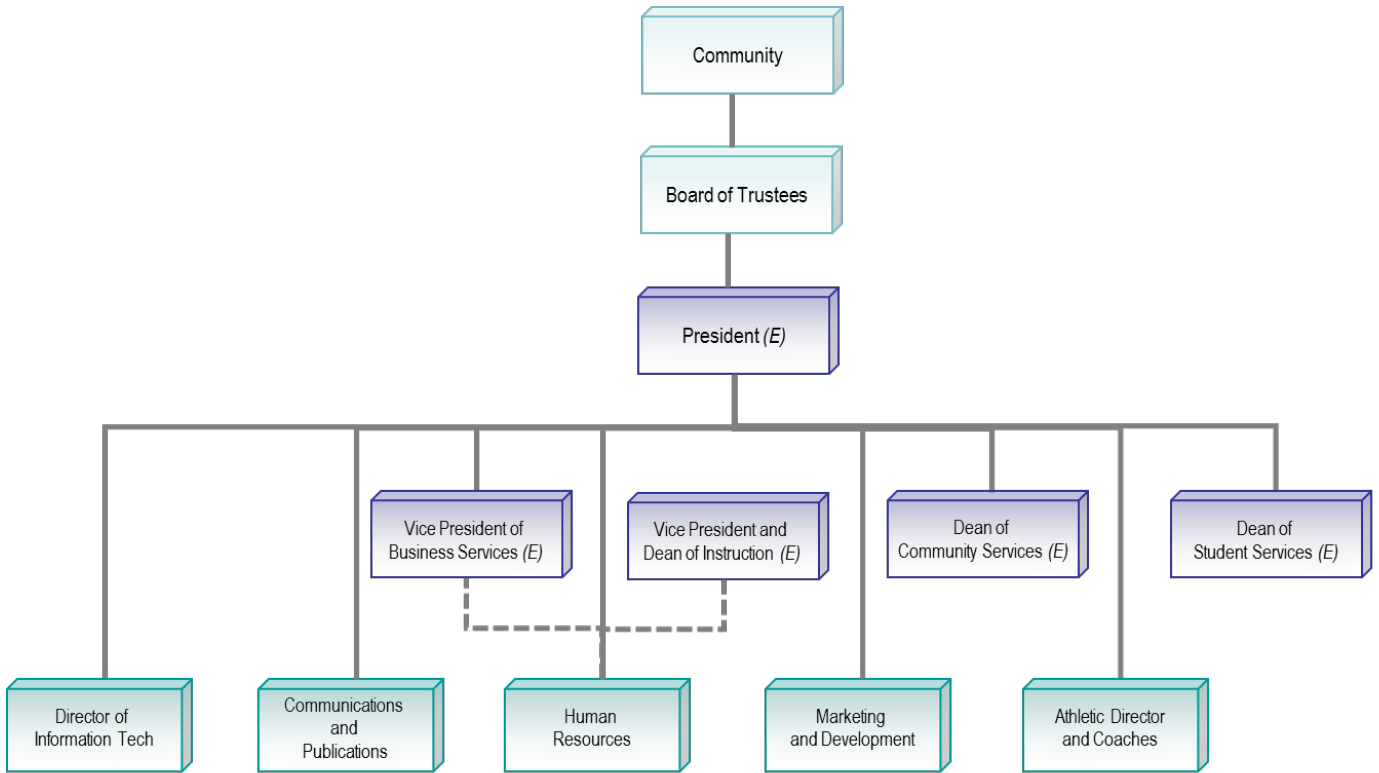 Community
Board of Trustees
President (E)
Vice President of
Business Services (E)
Vice President and
Dean of Instruction (E)
Dean of
Community Services (E)
Dean of
Student Services (E)
Director of
Information Tech
Communications
and
Publications
Human
Resources
Marketing
and Development
Athletic Director
and Coaches